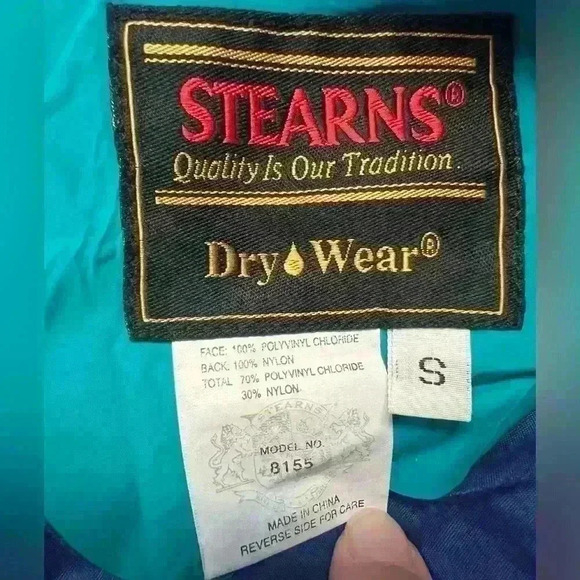 STEARNS®
Quality Is Our Tradition.
Dry Wear®
FACE: 100% POLYVINYL CHLORIDE
BACK: 100% NYLON
TOTAL 70% POLYVINYL CHLORIDE
30% NYLON
S
STEARNS
MODEL NO.
8155
MADE IN CHINA
REVERSE SIDE FOR CARE